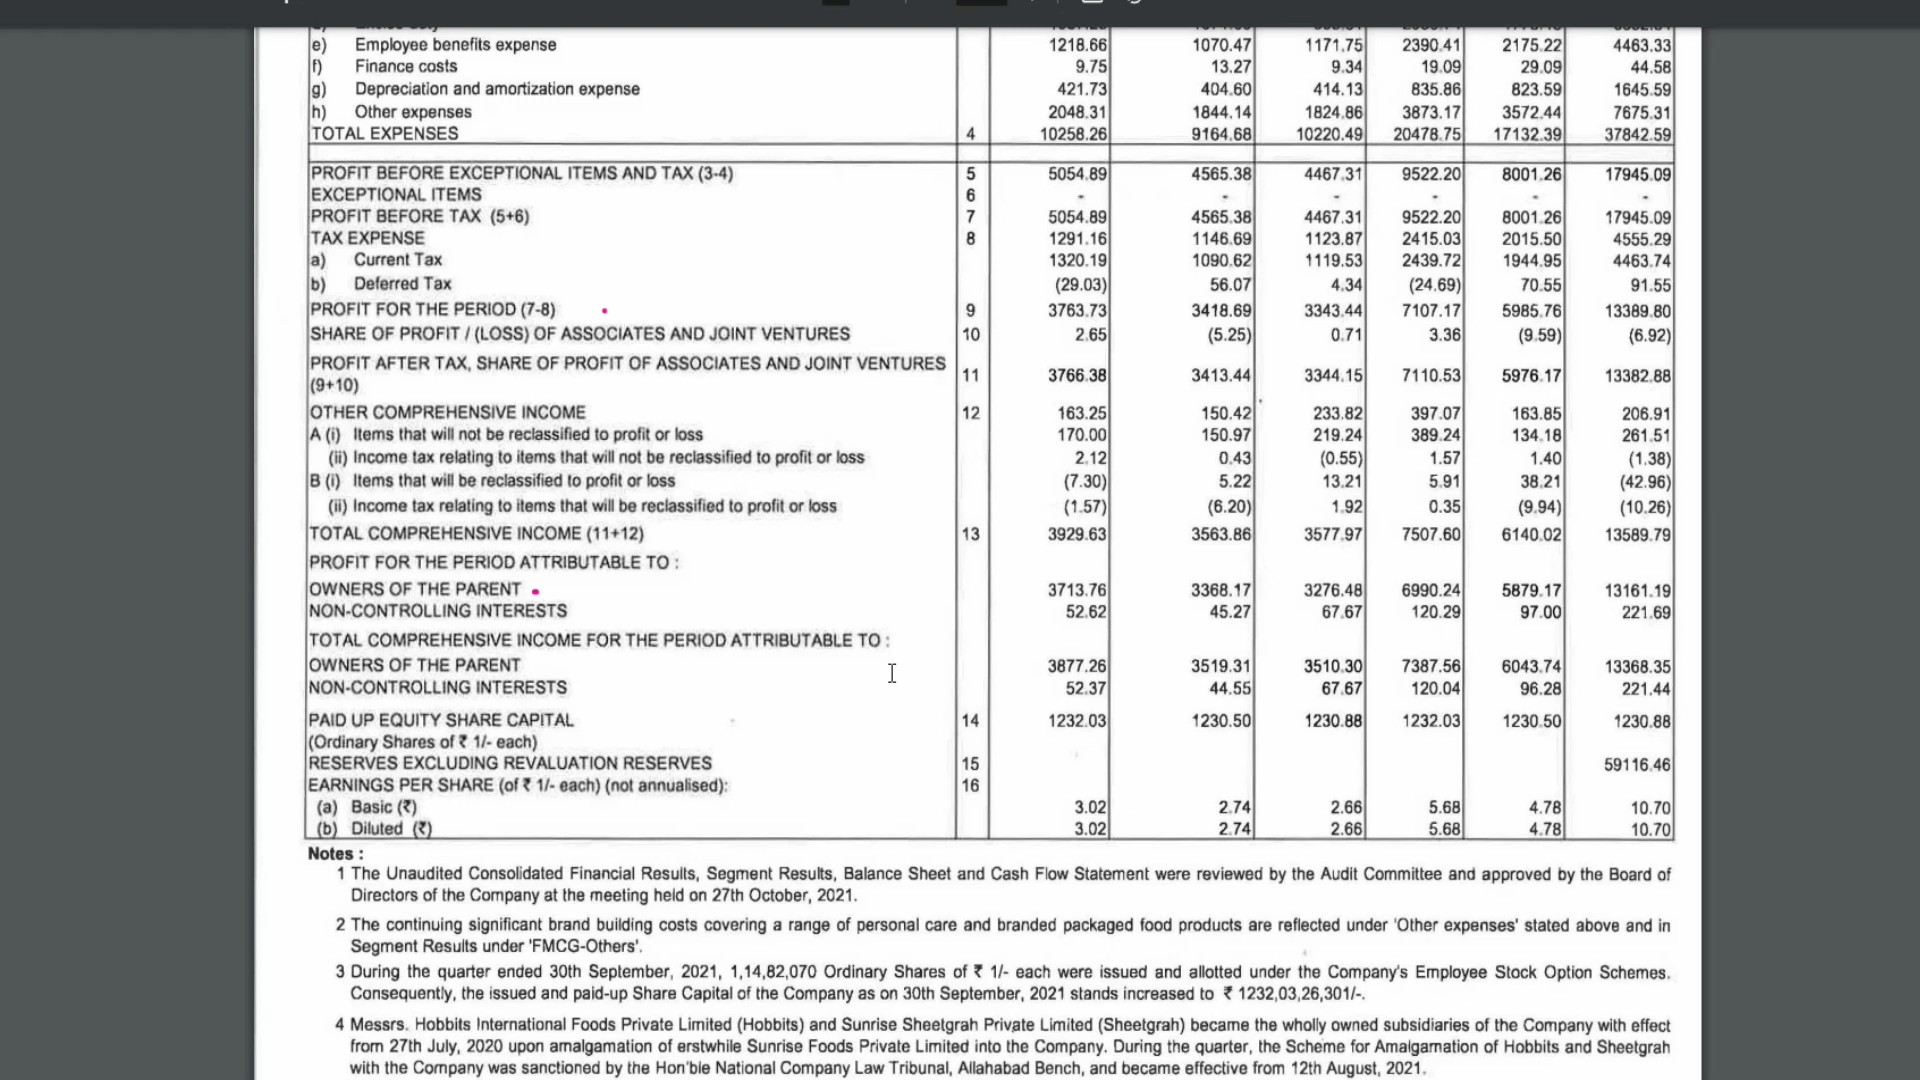 e) Employee benefits expense 1218.66 1070.47 1171.75 2390.41 2175.22 4463.33
f) Finance costs 9.75 13.27 9.34 19.09 29.09 44.58
g) Depreciation and amortization expense 421.73 404.60 414.13 835.86 823.59 1645.59
h) Other expenses 2048.31 1844.14 1824.86 3873.17 3572.44 7675.31
TOTAL EXPENSES 4 10258.26 9164.68 10220.49 20478.75 17132.39 37842.59
PROFIT BEFORE EXCEPTIONAL ITEMS AND TAX (3-4) 5 5054.89 4565.38 4467.31 9522.20 8001.26 17945.09
EXCEPTIONAL ITEMS 6 - - - - - -
PROFIT BEFORE TAX (5+6) 7 5054.89 4565.38 4467.31 9522.20 8001.26 17945.09
TAX EXPENSE 8 1291.16 1146.69 1123.87 2415.03 2015.50 4555.29
a) Current Tax 1320.19 1090.62 1119.53 2439.72 1944.95 4463.74
b) Deferred Tax (29.03) 56.07 4.34 (24.69) 70.55 91.55
PROFIT FOR THE PERIOD (7-8) 9 3763.73 3418.69 3343.44 7107.17 5985.76 13389.80
SHARE OF PROFIT / (LOSS) OF ASSOCIATES AND JOINT VENTURES 10 2.65 (5.25) 0.71 3.36 (9.59) (6.92)
PROFIT AFTER TAX, SHARE OF PROFIT OF ASSOCIATES AND JOINT VENTURES
(9+10) 11 3766.38 3413.44 3344.15 7110.53 5976.17 13382.88
OTHER COMPREHENSIVE INCOME 12 163.25 150.42 233.82 397.07 163.85 206.91
A (i) Items that will not be reclassified to profit or loss 170.00 150.97 219.24 389.24 134.18 261.51
(ii) Income tax relating to items that will not be reclassified to profit or loss 2.12 0.43 (0.55) 1.57 1.40 (1.38)
B (i) Items that will be reclassified to profit or loss (7.30) 5.22 13.21 5.91 38.21 (42.96)
(ii) Income tax relating to items that will be reclassified to profit or loss (1.57) (6.20) 1.92 0.35 (9.94) (10.26)
TOTAL COMPREHENSIVE INCOME (11+12) 13 3929.63 3563.86 3577.97 7507.60 6140.02 13589.79
PROFIT FOR THE PERIOD ATTRIBUTABLE TO :
OWNERS OF THE PARENT 3713.76 3368.17 3276.48 6990.24 5879.17 13161.19
NON-CONTROLLING INTERESTS 52.62 45.27 67.67 120.29 97.00 221.69
TOTAL COMPREHENSIVE INCOME FOR THE PERIOD ATTRIBUTABLE TO :
OWNERS OF THE PARENT 3877.26 3519.31 3510.30 7387.56 6043.74 13368.35
NON-CONTROLLING INTERESTS 52.37 44.55 67.67 120.04 96.28 221.44
PAID UP EQUITY SHARE CAPITAL 14 1232.03 1230.50 1230.88 1232.03 1230.50 1230.88
(Ordinary Shares of ₹ 1/- each)
RESERVES EXCLUDING REVALUATION RESERVES 15 59116.46
EARNINGS PER SHARE (of ₹ 1/- each) (not annualised): 16
(a) Basic (₹) 3.02 2.74 2.66 5.68 4.78 10.70
(b) Diluted (₹) 3.02 2.74 2.66 5.68 4.78 10.70
Notes :
1 The Unaudited Consolidated Financial Results, Segment Results, Balance Sheet and Cash Flow Statement were reviewed by the Audit Committee and approved by the Board of
Directors of the Company at the meeting held on 27th October, 2021.
2 The continuing significant brand building costs covering a range of personal care and branded packaged food products are reflected under 'Other expenses' stated above and in
Segment Results under 'FMCG-Others'.
3 During the quarter ended 30th September, 2021, 1,14,82,070 Ordinary Shares of ₹ 1/- each were issued and allotted under the Company's Employee Stock Option Schemes.
Consequently, the issued and paid-up Share Capital of the Company as on 30th September, 2021 stands increased to ₹ 1232,03,26,301/-.
4 Messrs. Hobbits International Foods Private Limited (Hobbits) and Sunrise Sheetgrah Private Limited (Sheetgrah) became the wholly owned subsidiaries of the Company with effect
from 27th July, 2020 upon amalgamation of erstwhile Sunrise Foods Private Limited into the Company. During the quarter, the Scheme for Amalgamation of Hobbits and Sheetgrah
with the Company was sanctioned by the Hon'ble National Company Law Tribunal, Allahabad Bench, and became effective from 12th August, 2021.